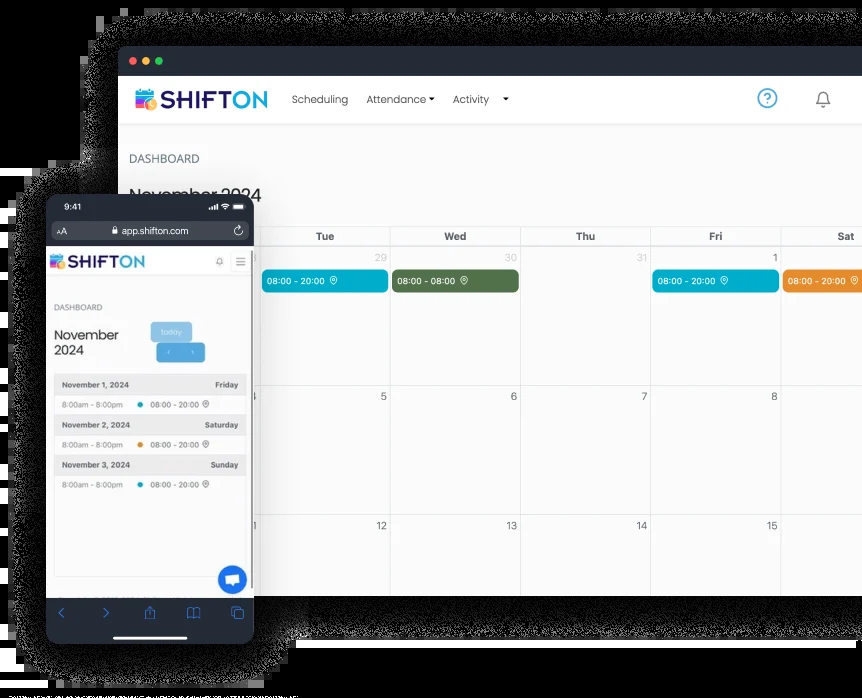 SHIFTON Scheduling Attendance Activity ?
DASHBOARD
November 2024
Tue Wed Thu Fri Sat
29 30 31 1
08:00 - 20:00 08:00 - 08:00 08:00 - 20:00 08:00 - 20:00
5 6 7 8
12 13 14 15
9:41
AA app.shifton.com
SHIFTON
DASHBOARD
November
2024
today
‹ ›
November 1, 2024 Friday
8:00am - 8:00pm 08:00 - 20:00
November 2, 2024 Saturday
8:00am - 8:00pm 08:00 - 20:00
November 3, 2024 Sunday
8:00am - 8:00pm 08:00 - 20:00